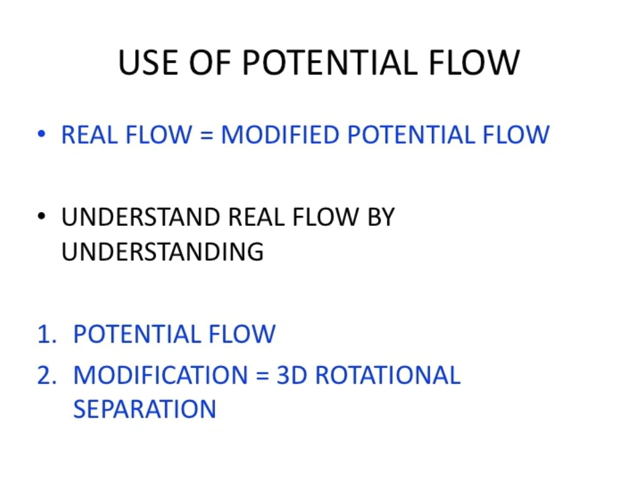 USE OF POTENTIAL FLOW
• REAL FLOW = MODIFIED POTENTIAL FLOW
• UNDERSTAND REAL FLOW BY
UNDERSTANDING
1. POTENTIAL FLOW
2. MODIFICATION = 3D ROTATIONAL
SEPARATION